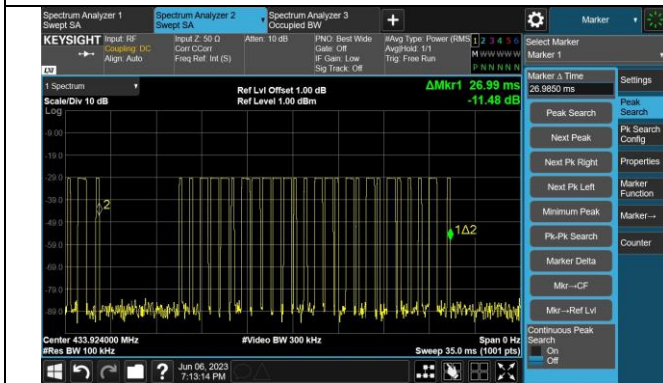 Spectrum Analyzer 1
Swept SA
Spectrum Analyzer 2
Swept SA
Spectrum Analyzer 3
Occupied BW
+
Marker
KEYSIGHT
Input: RF
Coupling: DC
Align: Auto
Input Z: 50 Ω
Corr CCorr
Freq Ref: Int (S)
Atten: 10 dB
PNO: Best Wide
Gate: Off
IF Gain: Low
Sig Track: Off
#Avg Type: Power (RMS
Avg|Hold: 1/1
Trig: Free Run
1 2 3 4 5 6
M W W W W W
P N N N N N
LXI
Select Marker
Marker 1
1 Spectrum
Scale/Div 10 dB
Log
Ref Lvl Offset 1.00 dB
Ref Level 1.00 dBm
ΔMkr1 26.99 ms
-11.48 dB
-9.00
-19.0
-29.0
-39.0
-49.0
-59.0
-69.0
-79.0
-89.0
2
1Δ2
Center 433.924000 MHz
#Res BW 100 kHz
#Video BW 300 kHz
Span 0 Hz
Sweep 35.0 ms (1001 pts)
Marker Δ Time
26.9850 ms
Peak Search
Next Peak
Next Pk Right
Next Pk Left
Minimum Peak
Pk-Pk Search
Marker Delta
Mkr→CF
Mkr→Ref Lvl
Continuous Peak
Search
On
Off
Settings
Peak
Search
Pk Search
Config
Properties
Marker
Function
Marker→
Counter
?
Jun 06, 2023
7:13:14 PM